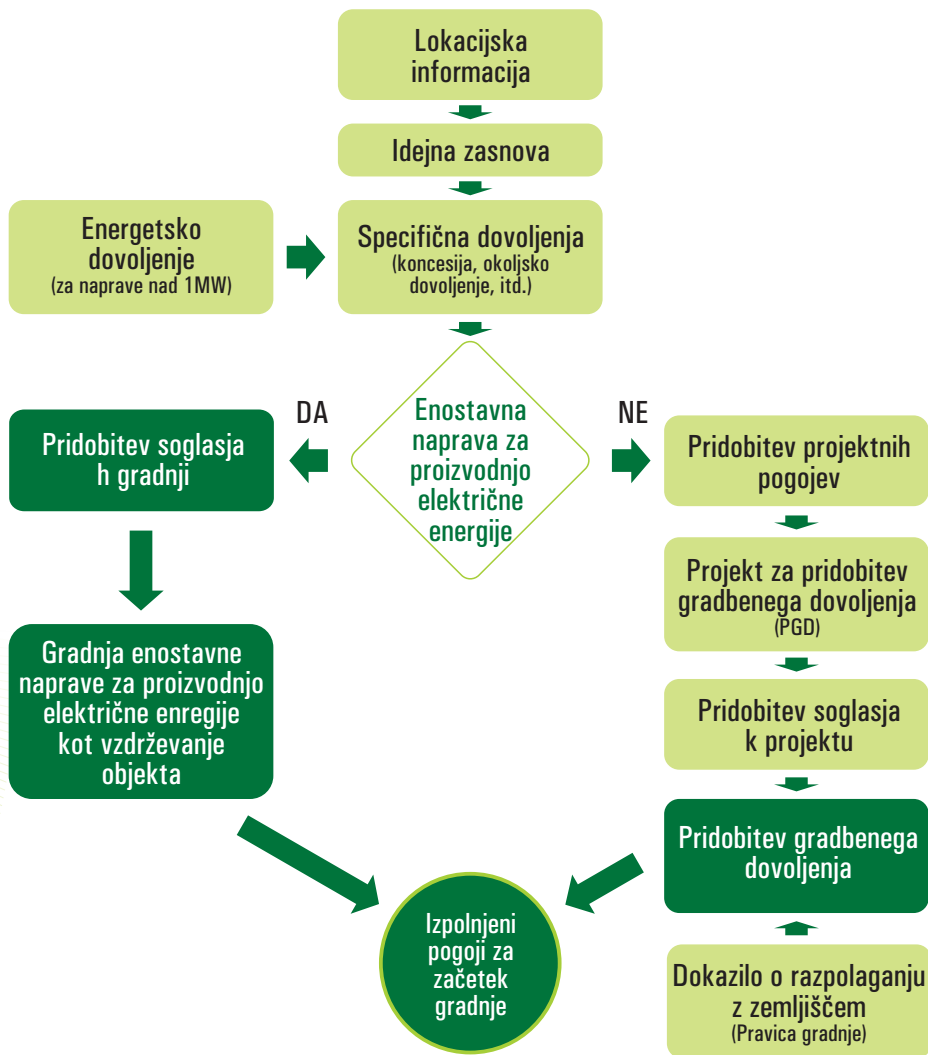 Lokacijska
informacija
Idejna zasnova
Energetsko
dovoljenje
(za naprave nad 1MW)
Specifična dovoljenja
(koncesija, okoljsko
dovoljenje, itd.)
DA
Enostavna
naprava za
proizvodnjo
električne
energije
NE
Pridobitev soglasja
h gradnji
Gradnja enostavne
naprave za proizvodnjo
električne enregije
kot vzdrževanje
objekta
Pridobitev projektnih
pogojev
Projekt za pridobitev
gradbenega dovoljenja
(PGD)
Pridobitev soglasja
k projektu
Pridobitev gradbenega
dovoljenja
Dokazilo o razpolaganju
z zemljiščem
(Pravica gradnje)
Izpolnjeni
pogoji za
začetek
gradnje